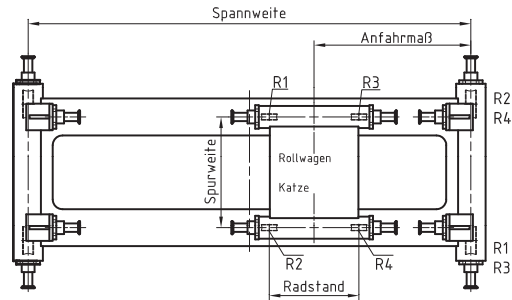 Spannweite
Anfahrmaß
R1
R3
R2
R4
Spurweite
Rollwagen
Katze
R1
R3
R2
R4
Radstand